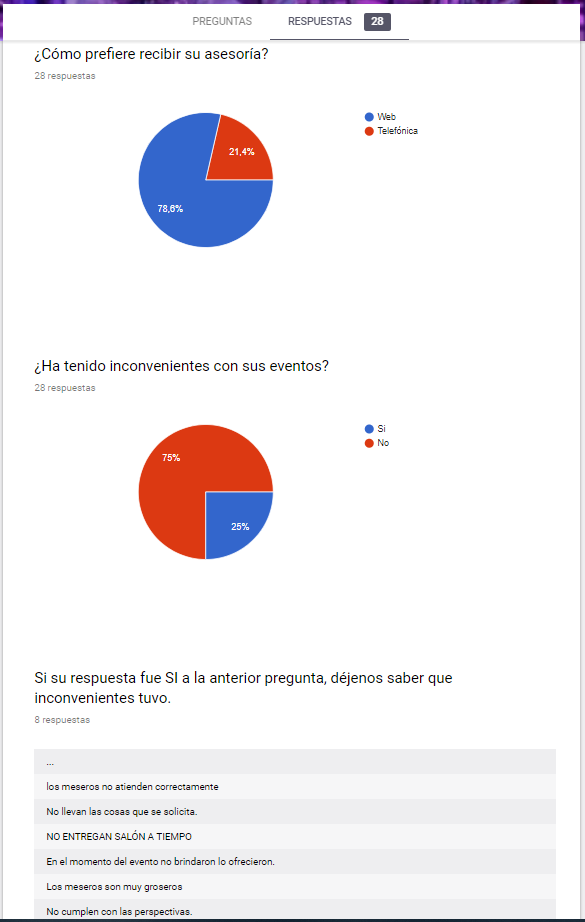 PREGUNTAS RESPUESTAS 28
¿Cómo prefiere recibir su asesoría?
28 respuestas
Web
Telefónica
21,4%
78,6%
¿Ha tenido inconvenientes con sus eventos?
28 respuestas
Si
No
75%
25%
Si su respuesta fue SI a la anterior pregunta, déjenos saber que
inconvenientes tuvo.
8 respuestas
...
los meseros no atienden correctamente
No llevan las cosas que se solicita.
NO ENTREGAN SALÓN A TIEMPO
En el momento del evento no brindaron lo ofrecieron.
Los meseros son muy groseros
No cumplen con las perspectivas.